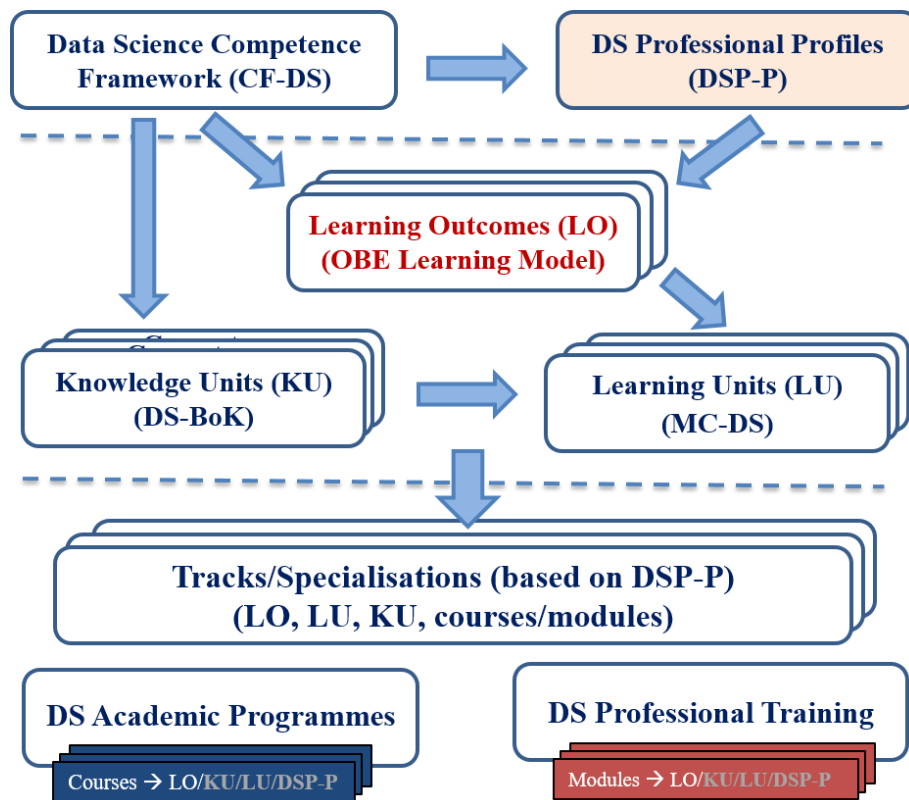 Data Science Competence
Framework (CF-DS)
DS Professional Profiles
(DSP-P)
Learning Outcomes (LO)
(OBE Learning Model)
Knowledge Units (KU)
(DS-BoK)
Learning Units (LU)
(MC-DS)
Tracks/Specialisations (based on DSP-P)
(LO, LU, KU, courses/modules)
DS Academic Programmes
Courses → LO/KU/LU/DSP-P
DS Professional Training
Modules → LO/KU/LU/DSP-P